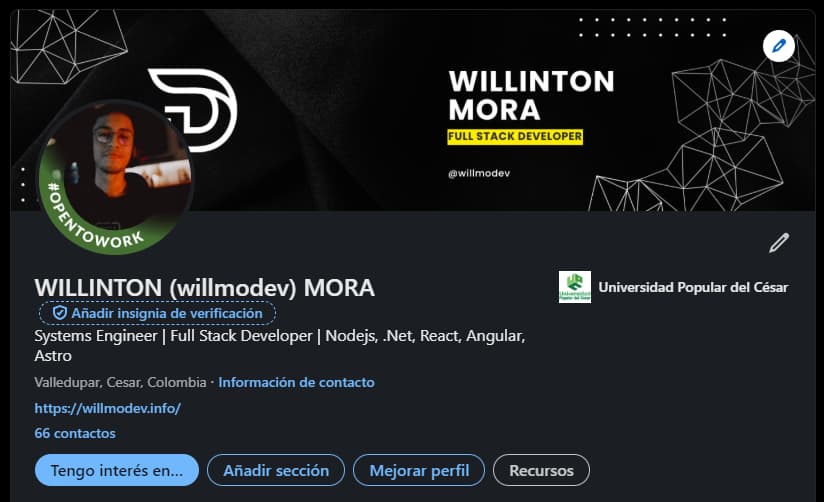 WILLINTON
MORA
FULL STACK DEVELOPER
@willmodev
#OPENTOWORK
WILLINTON (willmodev) MORA
Añadir insignia de verificación
Systems Engineer | Full Stack Developer | Nodejs, .Net, React, Angular,
Astro
Valledupar, Cesar, Colombia · Información de contacto
https://willmodev.info/
66 contactos
Universidad Popular del César
Tengo interés en... Añadir sección Mejorar perfil Recursos